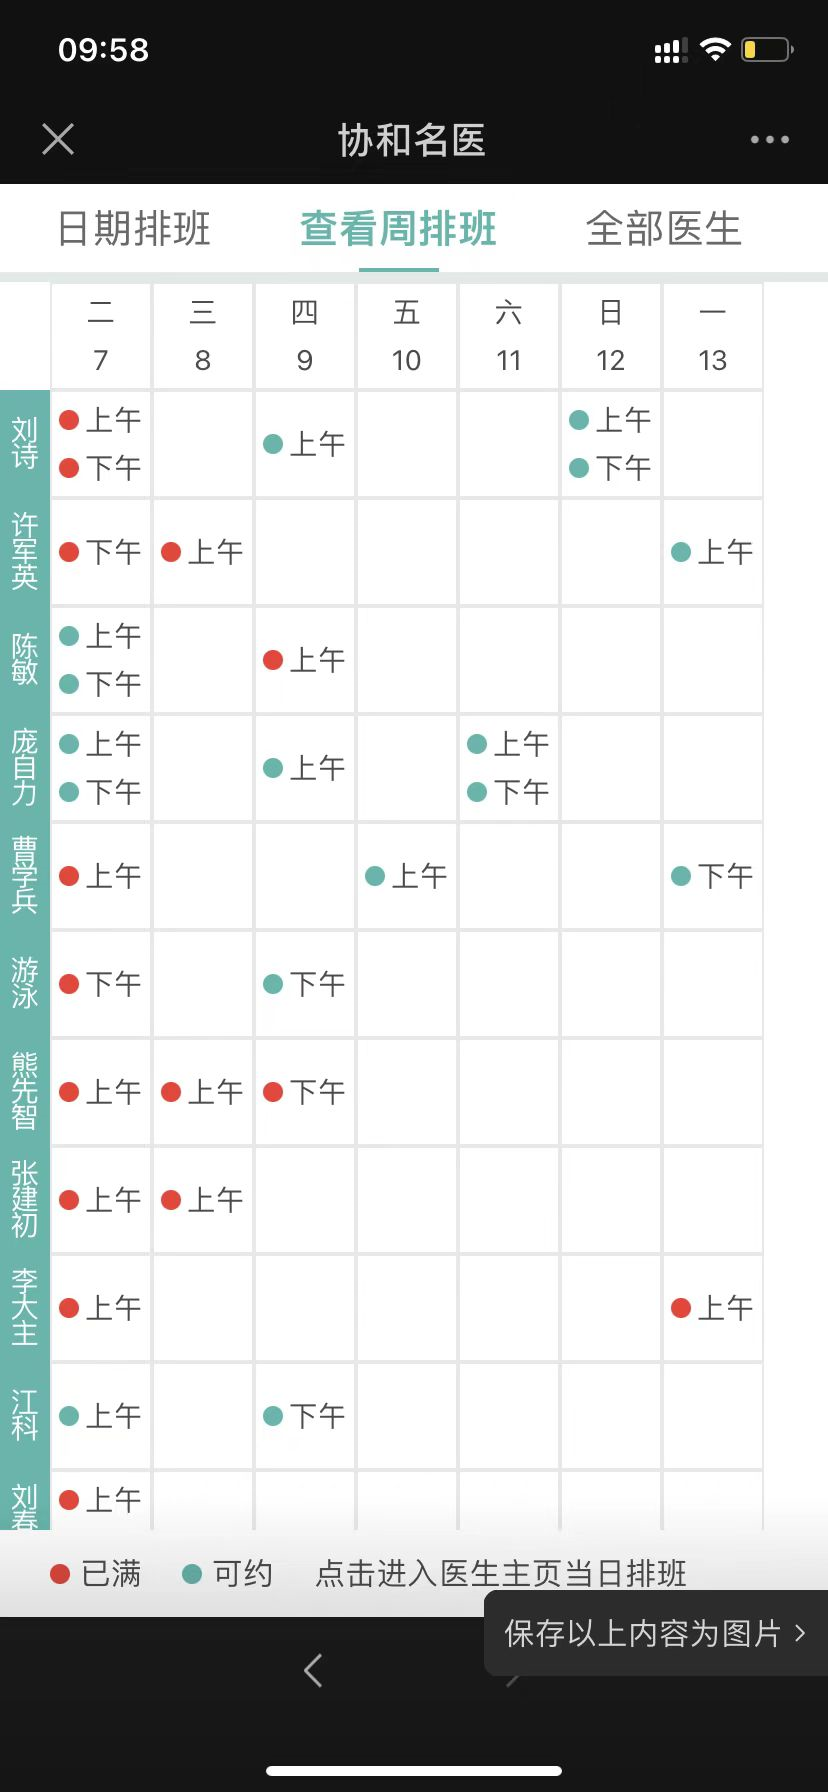 09:58
协和名医
日期排班 查看周排班 全部医生
二 三 四 五 六 日 一
7 8 9 10 11 12 13
刘诗 上午 下午 上午 上午 下午
许军英 下午 上午 上午
陈敏 上午 下午 上午
庞自力 上午 下午 上午 上午 下午
曹学兵 上午 上午 下午
游泳 下午 下午
熊先智 上午 上午 下午
张建初 上午 上午
李大主 上午 上午
江科 上午 下午
刘春 上午
已满 可约 点击进入医生主页当日排班
保存以上内容为图片